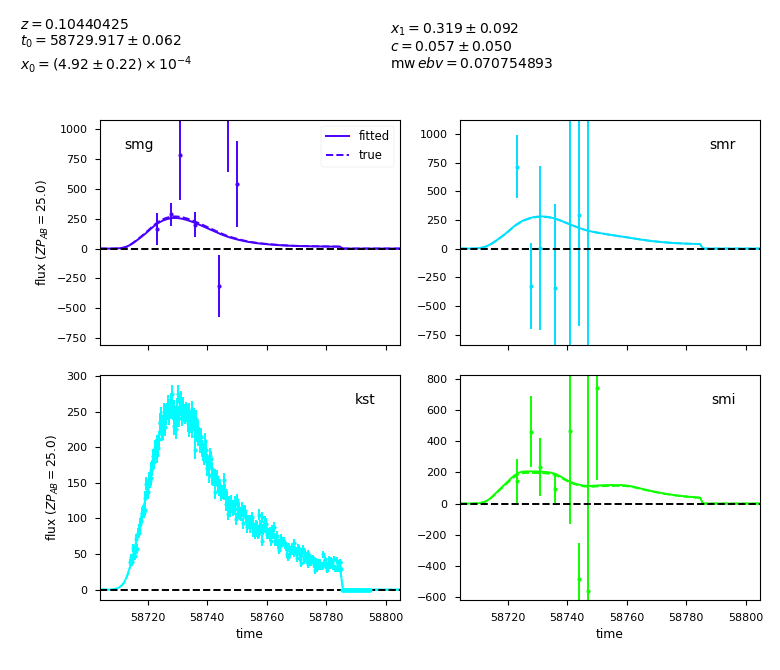 z = 0.10440425
t₀ = 58729.917 ± 0.062
x₀ = (4.92 ± 0.22) × 10⁻⁴
x₁ = 0.319 ± 0.092
c = 0.057 ± 0.050
mw ebv = 0.070754893
smg
fitted
true
1000
750
500
250
0
−250
−500
−750
flux (ZP_AB = 25.0)
smr
1000
750
500
250
0
−250
−500
−750
kst
300
250
200
150
100
50
0
flux (ZP_AB = 25.0)
58720
58740
58760
58780
58800
time
smi
800
600
400
200
0
−200
−400
−600
58720
58740
58760
58780
58800
time